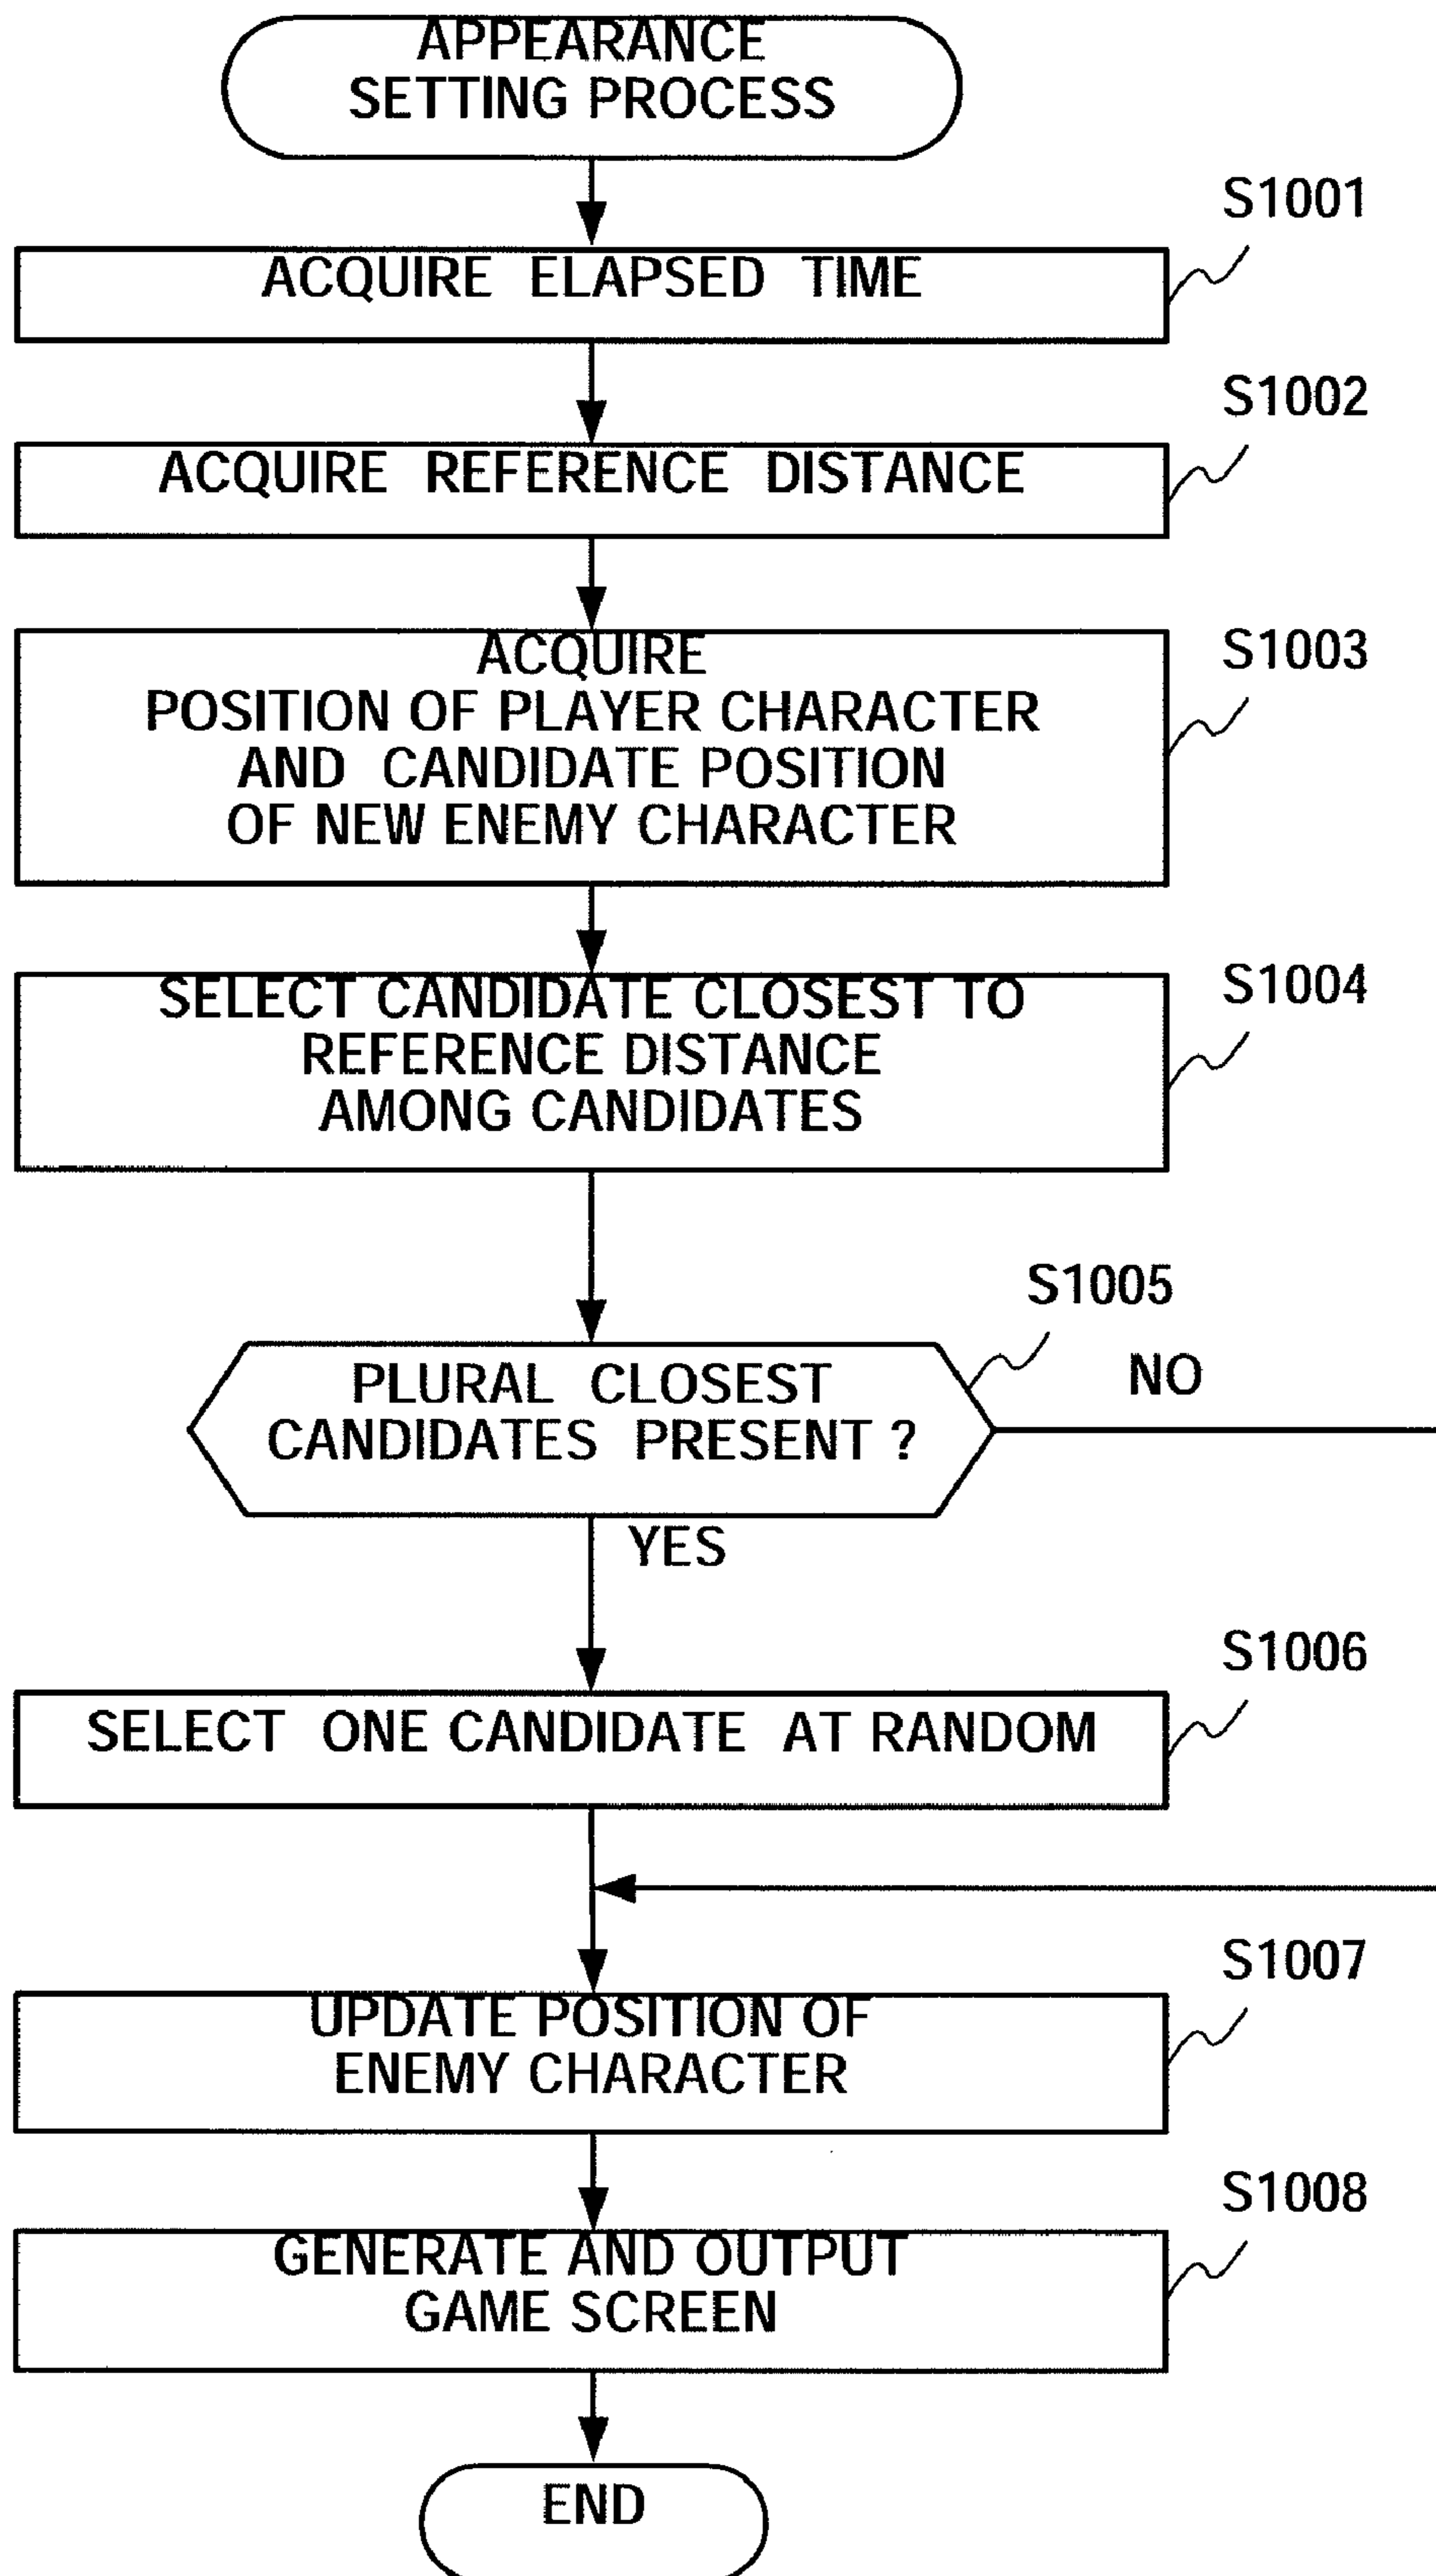 APPEARANCE
SETTING PROCESS
S1001
ACQUIRE ELAPSED TIME
S1002
ACQUIRE REFERENCE DISTANCE
S1003
ACQUIRE
POSITION OF PLAYER CHARACTER
AND CANDIDATE POSITION
OF NEW ENEMY CHARACTER
S1004
SELECT CANDIDATE CLOSEST TO
REFERENCE DISTANCE
AMONG CANDIDATES
S1005
PLURAL CLOSEST
CANDIDATES PRESENT ?
NO
YES
S1006
SELECT ONE CANDIDATE AT RANDOM
S1007
UPDATE POSITION OF
ENEMY CHARACTER
S1008
GENERATE AND OUTPUT
GAME SCREEN
END